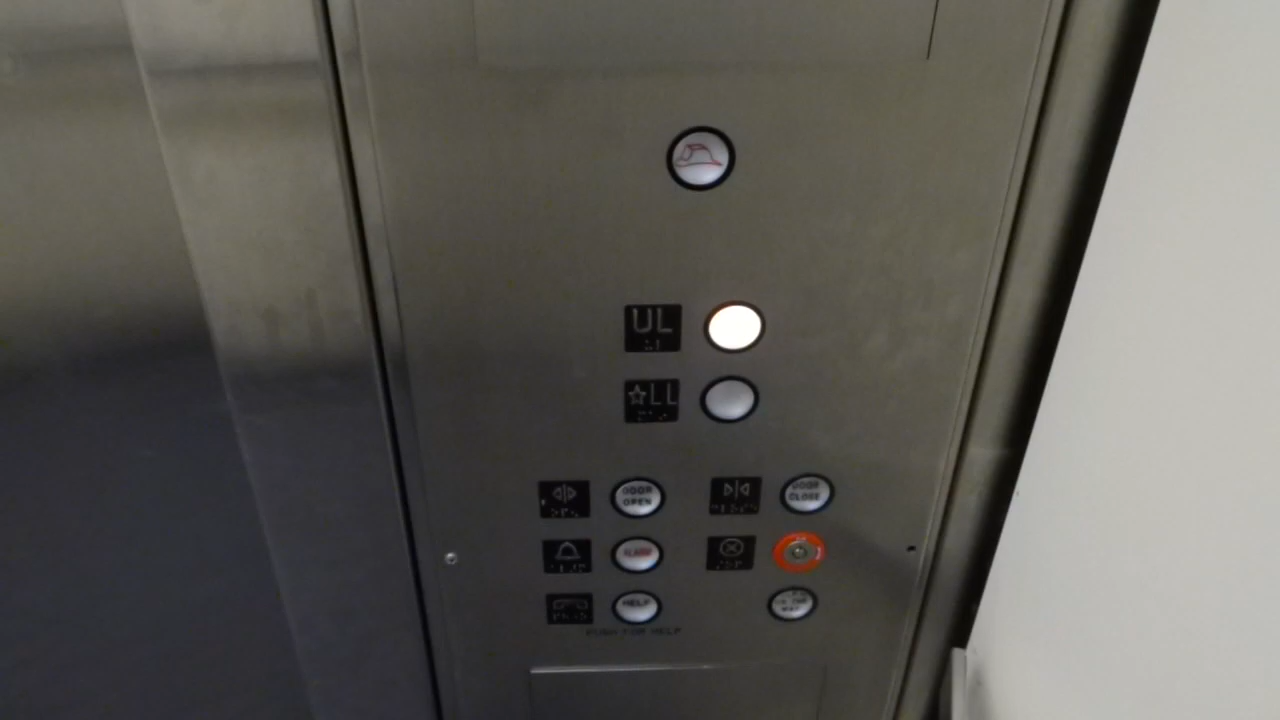 UL
☆LL
DOOR OPEN
DOOR CLOSE
ALARM
HELP
PUSH FOR HELP